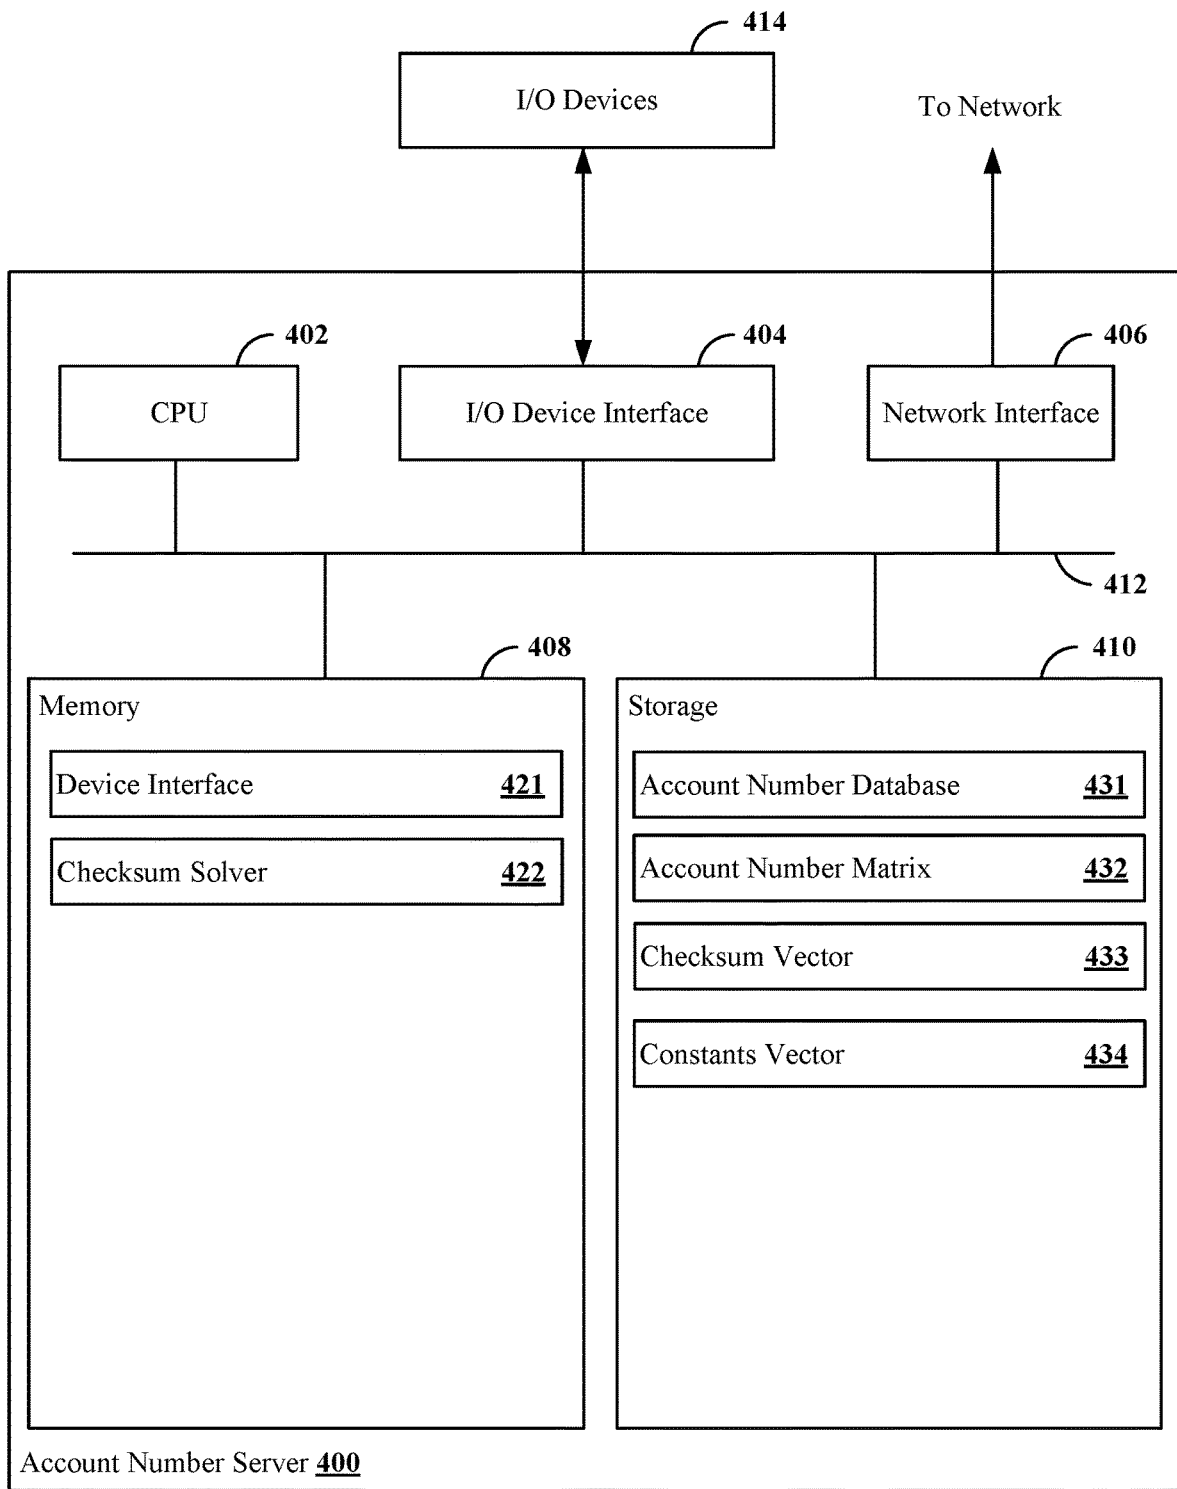 414
I/O Devices
To Network
402
404
406
CPU
I/O Device Interface
Network Interface
412
408
410
Memory
Storage
Device Interface 421
Account Number Database 431
Checksum Solver 422
Account Number Matrix 432
Checksum Vector 433
Constants Vector 434
Account Number Server 400